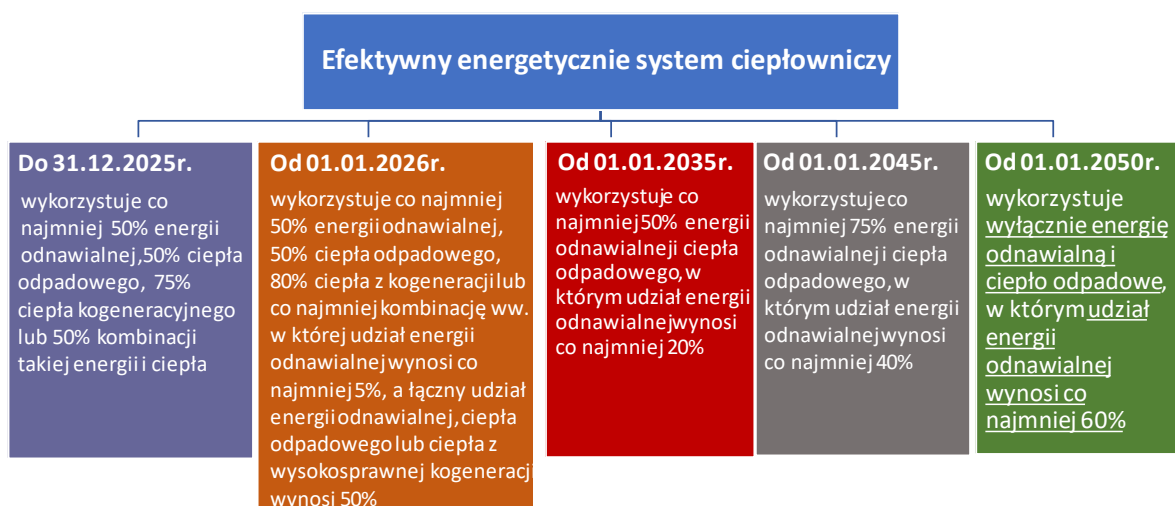 Efektywny energetycznie system ciepłowniczy
Do 31.12.2025r.
wykorzystuje co
najmniej 50% energii
odnawialnej,50% ciepła
odpadowego, 75%
ciepła kogeneracyjnego
lub 50% kombinacji
takiej energii i ciepła
Od 01.01.2026r.
wykorzystuje co najmniej
50% energii odnawialnej,
50% ciepła odpadowego,
80% ciepła z kogeneracji lub
co najmniej kombinację ww.
w której udział energii
odnawialnej wynosi co
najmniej 5%, a łączny udział
energii odnawialnej, ciepła
odpadowego lub ciepła z
wysokosprawnej kogeneracji
wynosi 50%
Od 01.01.2035r.
wykorzystuje co
najmniej 50% energii
odnawialnej i ciepła
odpadowego, w
którym udział energii
odnawialnej wynosi
co najmniej 20%
Od 01.01.2045r.
wykorzystuje co
najmniej 75% energii
odnawialnej i ciepła
odpadowego, w
którym udział energii
odnawialnej wynosi
co najmniej 40%
Od 01.01.2050r.
wykorzystuje
wyłącznie energię
odnawialną i
ciepło odpadowe,
w którym udział
energii
odnawialnej
wynosi co
najmniej 60%